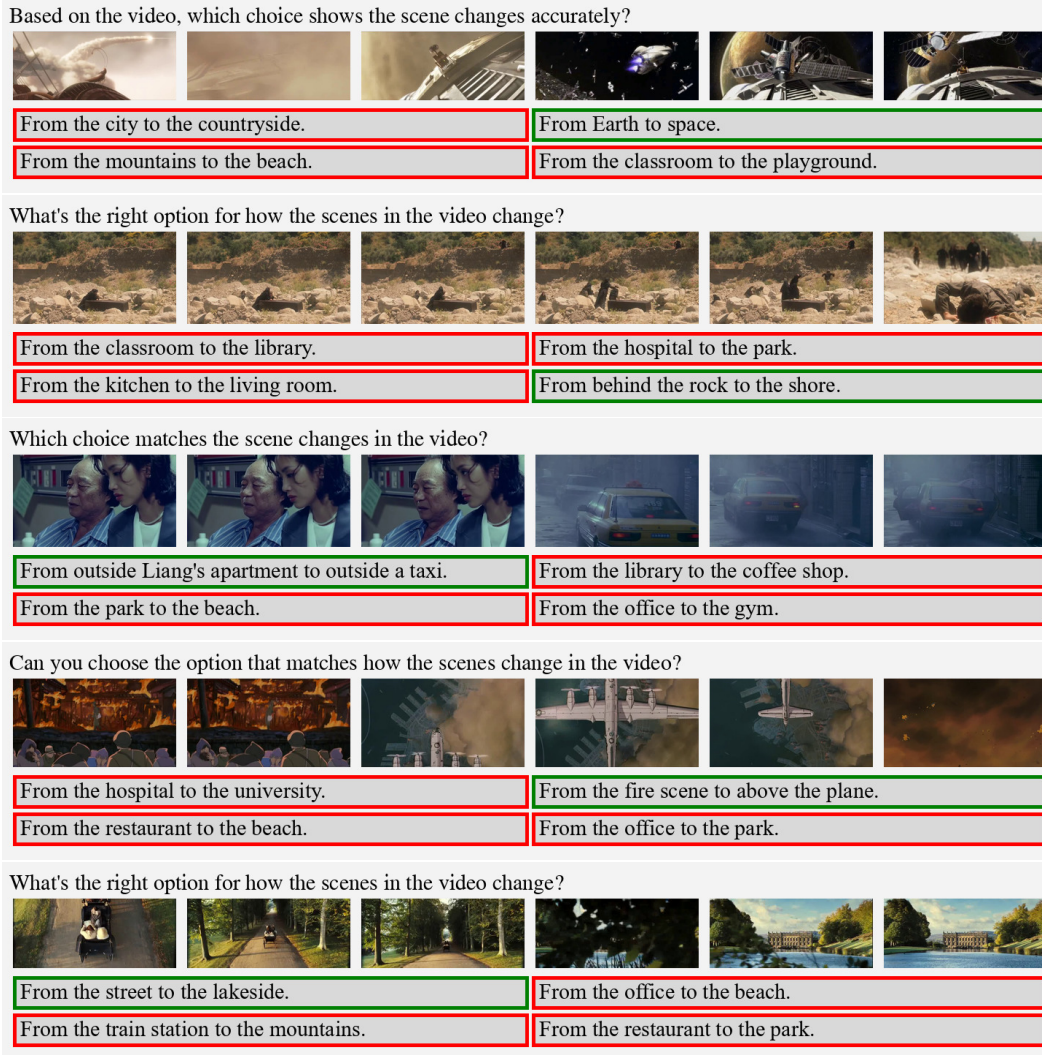 Based on the video, which choice shows the scene changes accurately?
From the city to the countryside.
From Earth to space.
From the mountains to the beach.
From the classroom to the playground.
What's the right option for how the scenes in the video change?
From the classroom to the library.
From the hospital to the park.
From the kitchen to the living room.
From behind the rock to the shore.
Which choice matches the scene changes in the video?
From outside Liang's apartment to outside a taxi.
From the library to the coffee shop.
From the park to the beach.
From the office to the gym.
Can you choose the option that matches how the scenes change in the video?
From the hospital to the university.
From the fire scene to above the plane.
From the restaurant to the beach.
From the office to the park.
What's the right option for how the scenes in the video change?
From the street to the lakeside.
From the office to the beach.
From the train station to the mountains.
From the restaurant to the park.